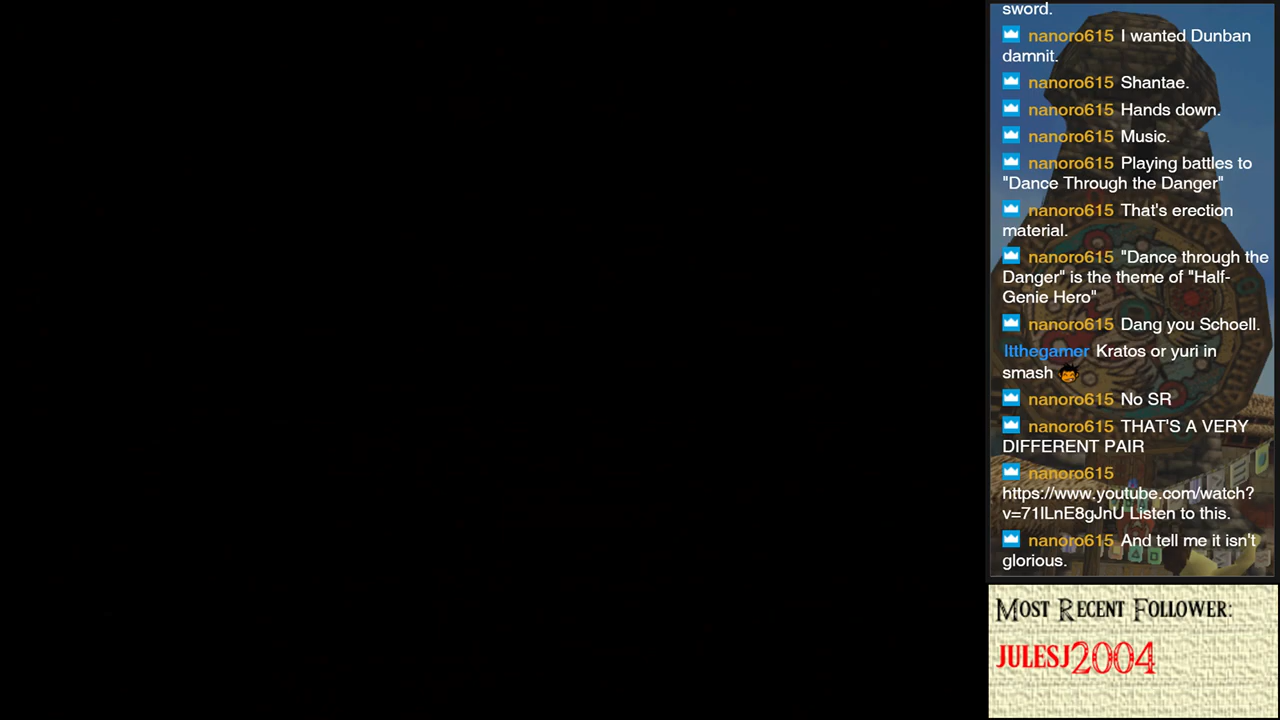 sword.
nanoro615 I wanted Dunban
damnit.
nanoro615 Shantae.
nanoro615 Hands down.
nanoro615 Music.
nanoro615 Playing battles to
"Dance Through the Danger"
nanoro615 That's erection
material.
nanoro615 "Dance through the
Danger" is the theme of "Half-
Genie Hero"
nanoro615 Dang you Schoell.
ltthegamer Kratos or yuri in
smash
nanoro615 No SR
nanoro615 THAT'S A VERY
DIFFERENT PAIR
nanoro615
https://www.youtube.com/watch?
v=71lLnE8gJnU Listen to this.
nanoro615 And tell me it isn't
glorious.
Most Recent Follower:
julesj2004